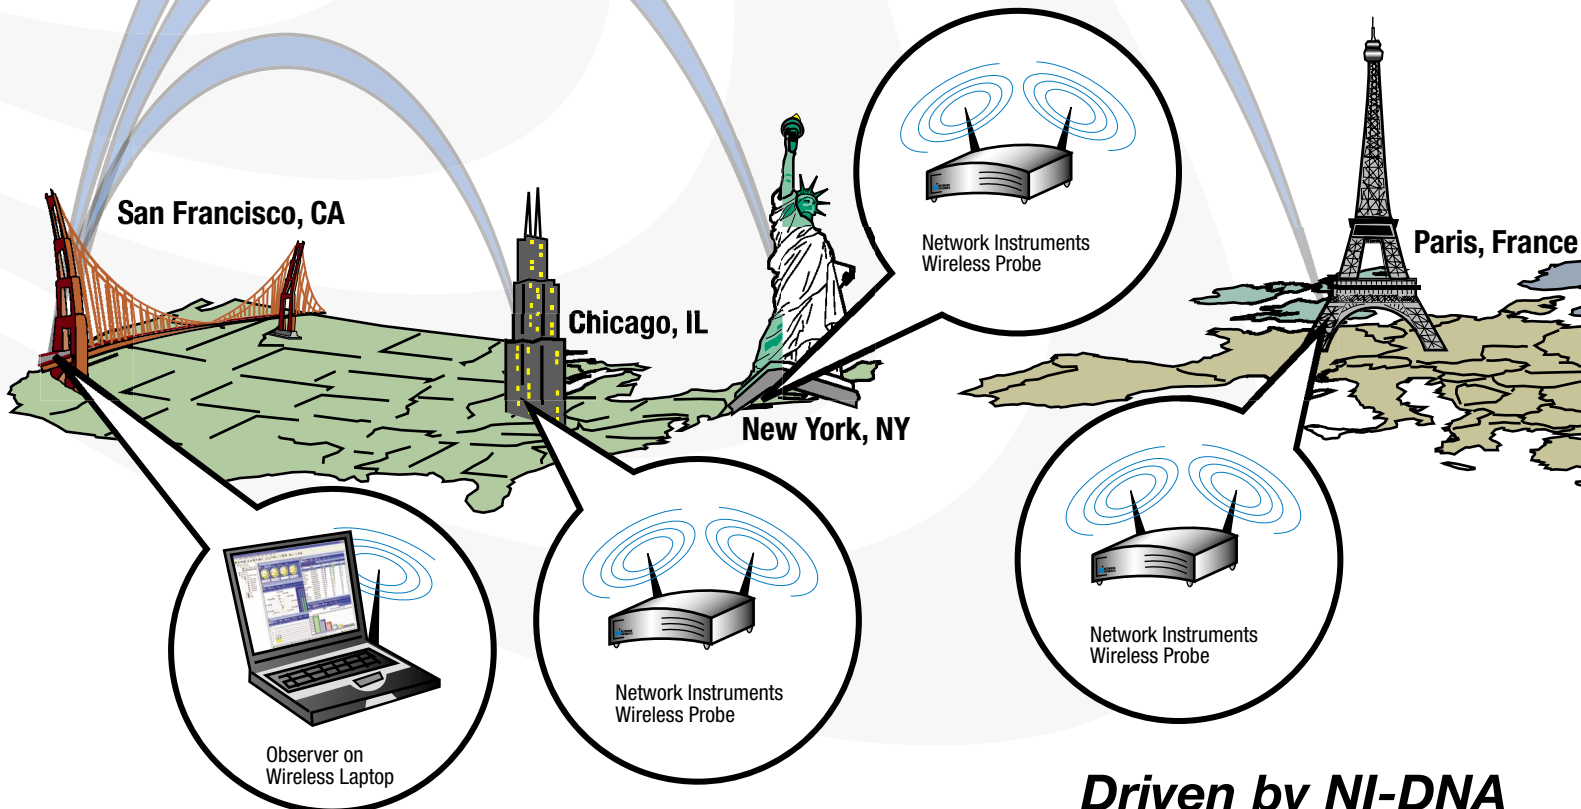 San Francisco, CA
Chicago, IL
New York, NY
Paris, France
Network Instruments
Wireless Probe
Observer on
Wireless Laptop
Network Instruments
Wireless Probe
Network Instruments
Wireless Probe
Driven by NI-DNA